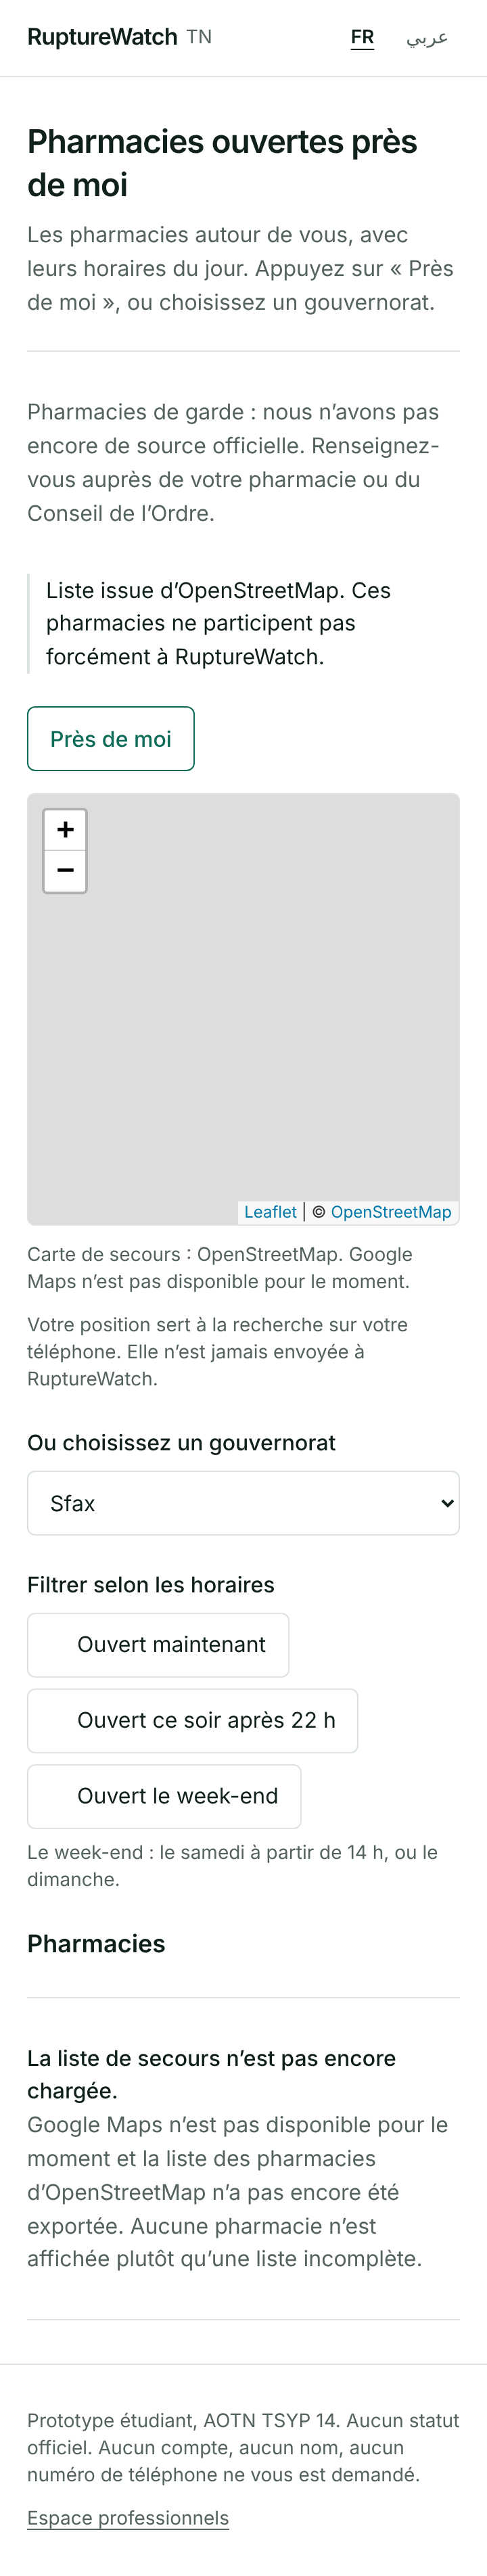 RuptureWatch TN FR عربي
Pharmacies ouvertes près
de moi
Les pharmacies autour de vous, avec
leurs horaires du jour. Appuyez sur « Près
de moi », ou choisissez un gouvernorat.
Pharmacies de garde : nous n’avons pas
encore de source officielle. Renseignez-
vous auprès de votre pharmacie ou du
Conseil de l’Ordre.
Liste issue d’OpenStreetMap. Ces
pharmacies ne participent pas
forcément à RuptureWatch.
Près de moi
+
−
Leaflet | © OpenStreetMap
Carte de secours : OpenStreetMap. Google
Maps n’est pas disponible pour le moment.
Votre position sert à la recherche sur votre
téléphone. Elle n’est jamais envoyée à
RuptureWatch.
Ou choisissez un gouvernorat
Sfax
Filtrer selon les horaires
Ouvert maintenant
Ouvert ce soir après 22 h
Ouvert le week-end
Le week-end : le samedi à partir de 14 h, ou le
dimanche.
Pharmacies
La liste de secours n’est pas encore
chargée.
Google Maps n’est pas disponible pour le
moment et la liste des pharmacies
d’OpenStreetMap n’a pas encore été
exportée. Aucune pharmacie n’est
affichée plutôt qu’une liste incomplète.
Prototype étudiant, AOTN TSYP 14. Aucun statut
officiel. Aucun compte, aucun nom, aucun
numéro de téléphone ne vous est demandé.
Espace professionnels